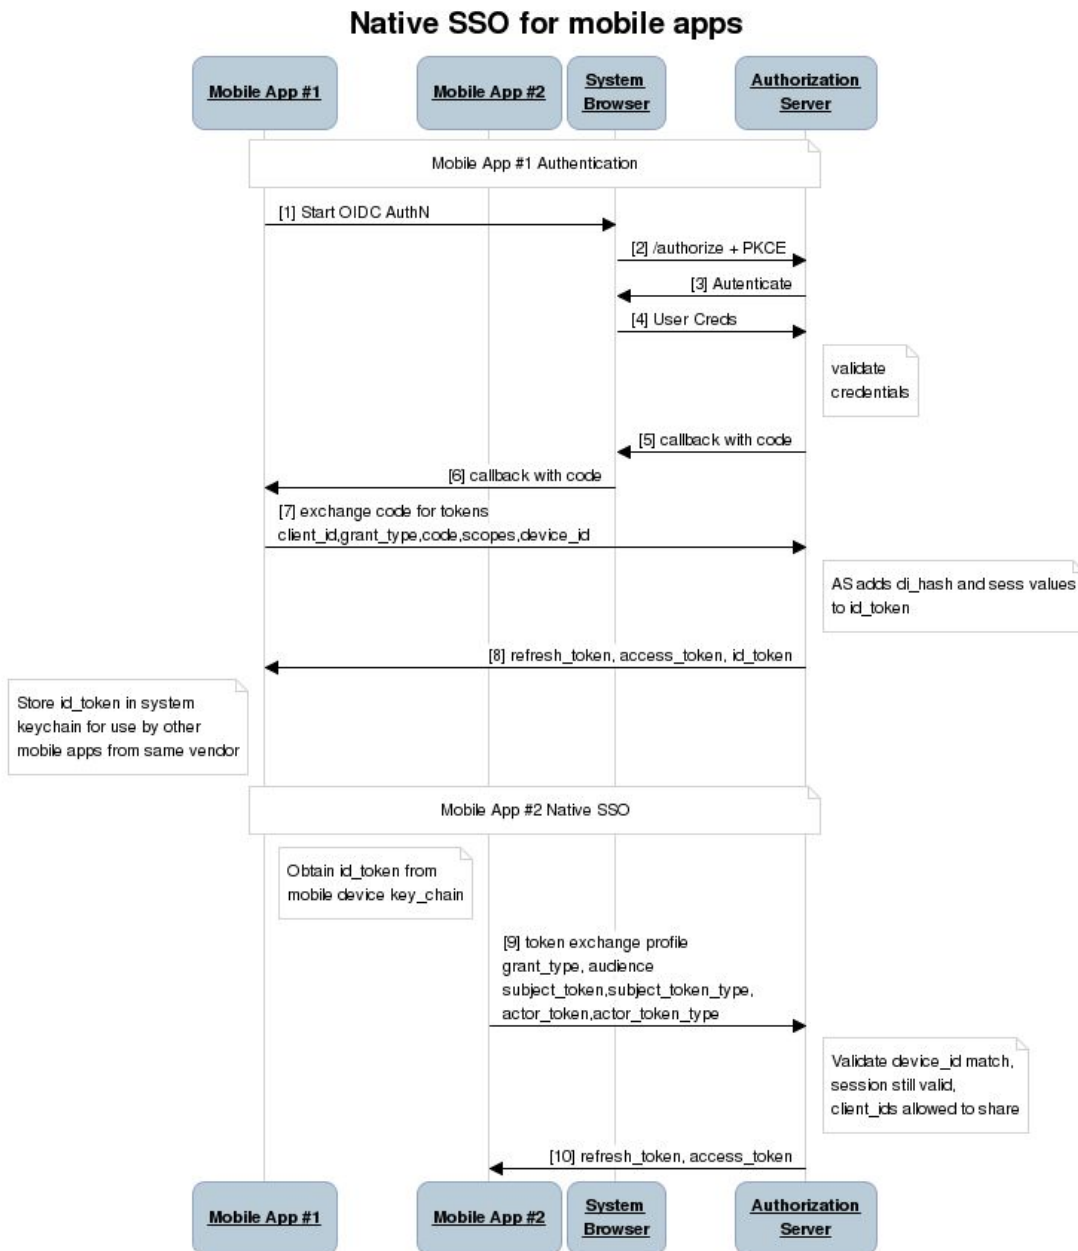 Native SSO for mobile apps
Mobile App #1
Mobile App #2
System
Browser
Authorization
Server
Mobile App #1 Authentication
[1] Start OIDC AuthN
[2] /authorize + PKCE
[3] Autenticate
[4] User Creds
validate
credentials
[5] callback with code
[6] callback with code
[7] exchange code for tokens
client_id,grant_type,code,scopes,device_id
AS adds di_hash and sess values
to id_token
[8] refresh_token, access_token, id_token
Store id_token in system
keychain for use by other
mobile apps from same vendor
Mobile App #2 Native SSO
Obtain id_token from
mobile device key_chain
[9] token exchange profile
grant_type, audience
subject_token,subject_token_type,
actor_token,actor_token_type
Validate device_id match,
session still valid,
client_ids allowed to share
[10] refresh_token, access_token
Mobile App #1
Mobile App #2
System
Browser
Authorization
Server